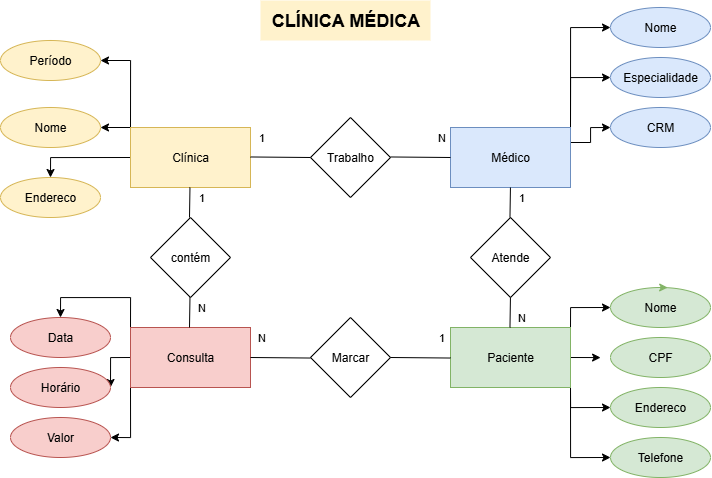 CLÍNICA MÉDICA
Período
Nome
Endereco
Clínica
1
Trabalho
N
Médico
Nome
Especialidade
CRM
1
contém
N
1
Atende
N
Data
Horário
Valor
Consulta
N
Marcar
1
Paciente
Nome
CPF
Endereco
Telefone